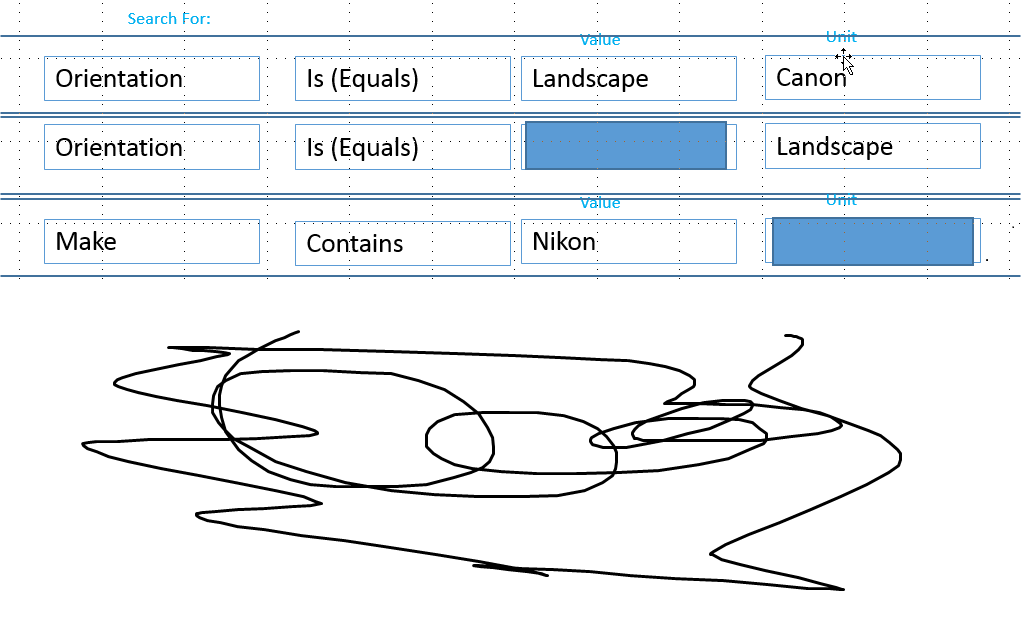 Search For:
Value Unit
Orientation Is (Equals) Landscape Canon
Orientation Is (Equals) Landscape
Value Unit
Make Contains Nikon